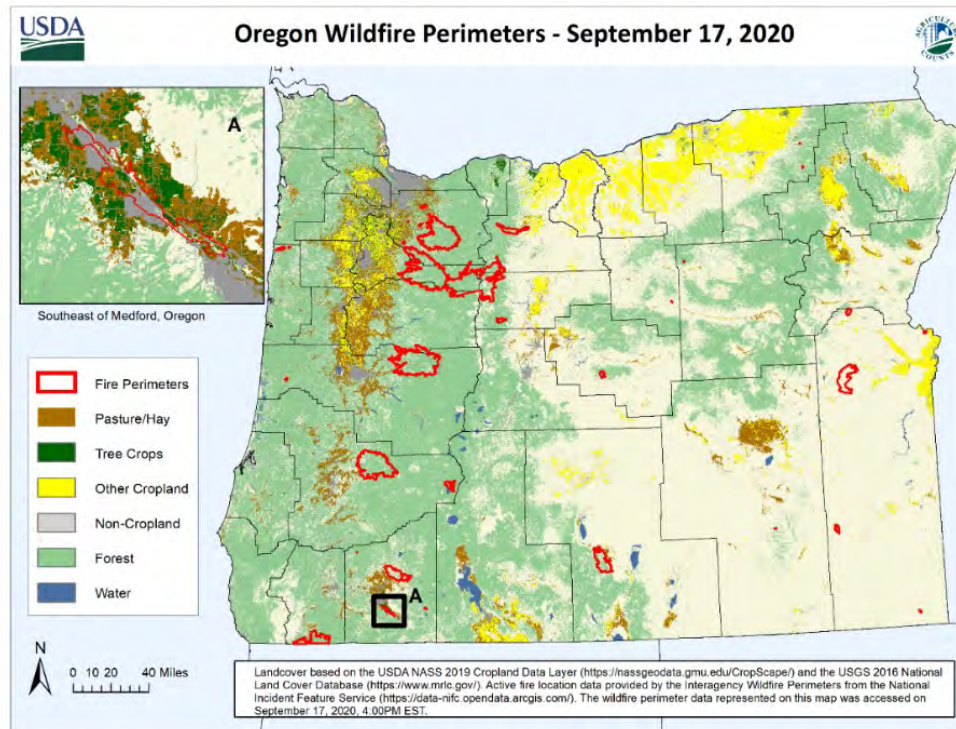 USDA
Oregon Wildfire Perimeters - September 17, 2020
AGRICULTURE COUNTS
A
Southeast of Medford, Oregon
Fire Perimeters
Pasture/Hay
Tree Crops
Other Cropland
Non-Cropland
Forest
Water
A
N
0 10 20 40 Miles
Landcover based on the USDA NASS 2019 Cropland Data Layer (https://nassgeodata.gmu.edu/CropScape/) and the USGS 2016 National
Land Cover Database (https://www.mrlc.gov/). Active fire location data provided by the Interagency Wildfire Perimeters from the National
Incident Feature Service (https://data-nifc.opendata.arcgis.com/). The wildfire perimeter data represented on this map was accessed on
September 17, 2020, 4:00PM EST.